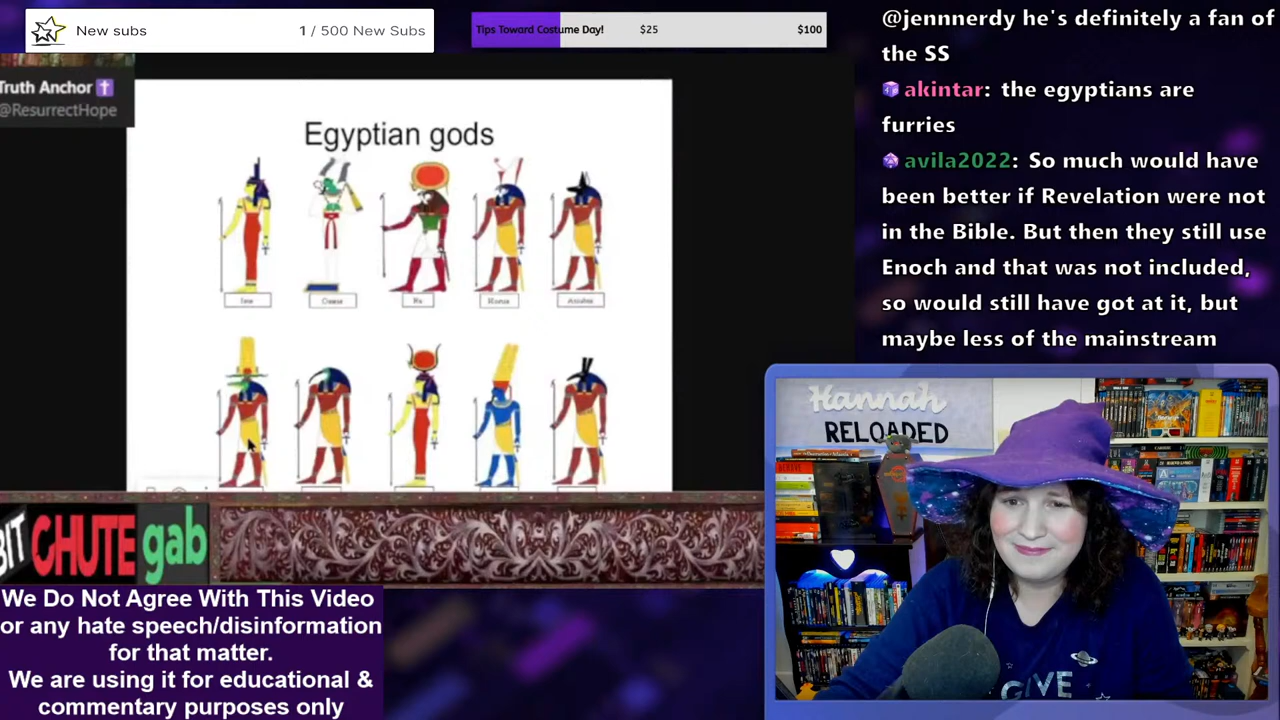 New subs
1 / 500 New Subs
Tips Toward Costume Day!
$25
$100
@jennnerdy he's definitely a fan of
the SS
akintar: the egyptians are
furries
avila2022: So much would have
been better if Revelation were not
in the Bible. But then they still use
Enoch and that was not included,
so would still have got at it, but
maybe less of the mainstream
Truth Anchor
@ResurrectHope
Egyptian gods
Ra
Horus
BIT
CHUTE
gab
We Do Not Agree With This Video
or any hate speech/disinformation
for that matter.
We are using it for educational &
commentary purposes only
Hannah
RELOADED
GIVE